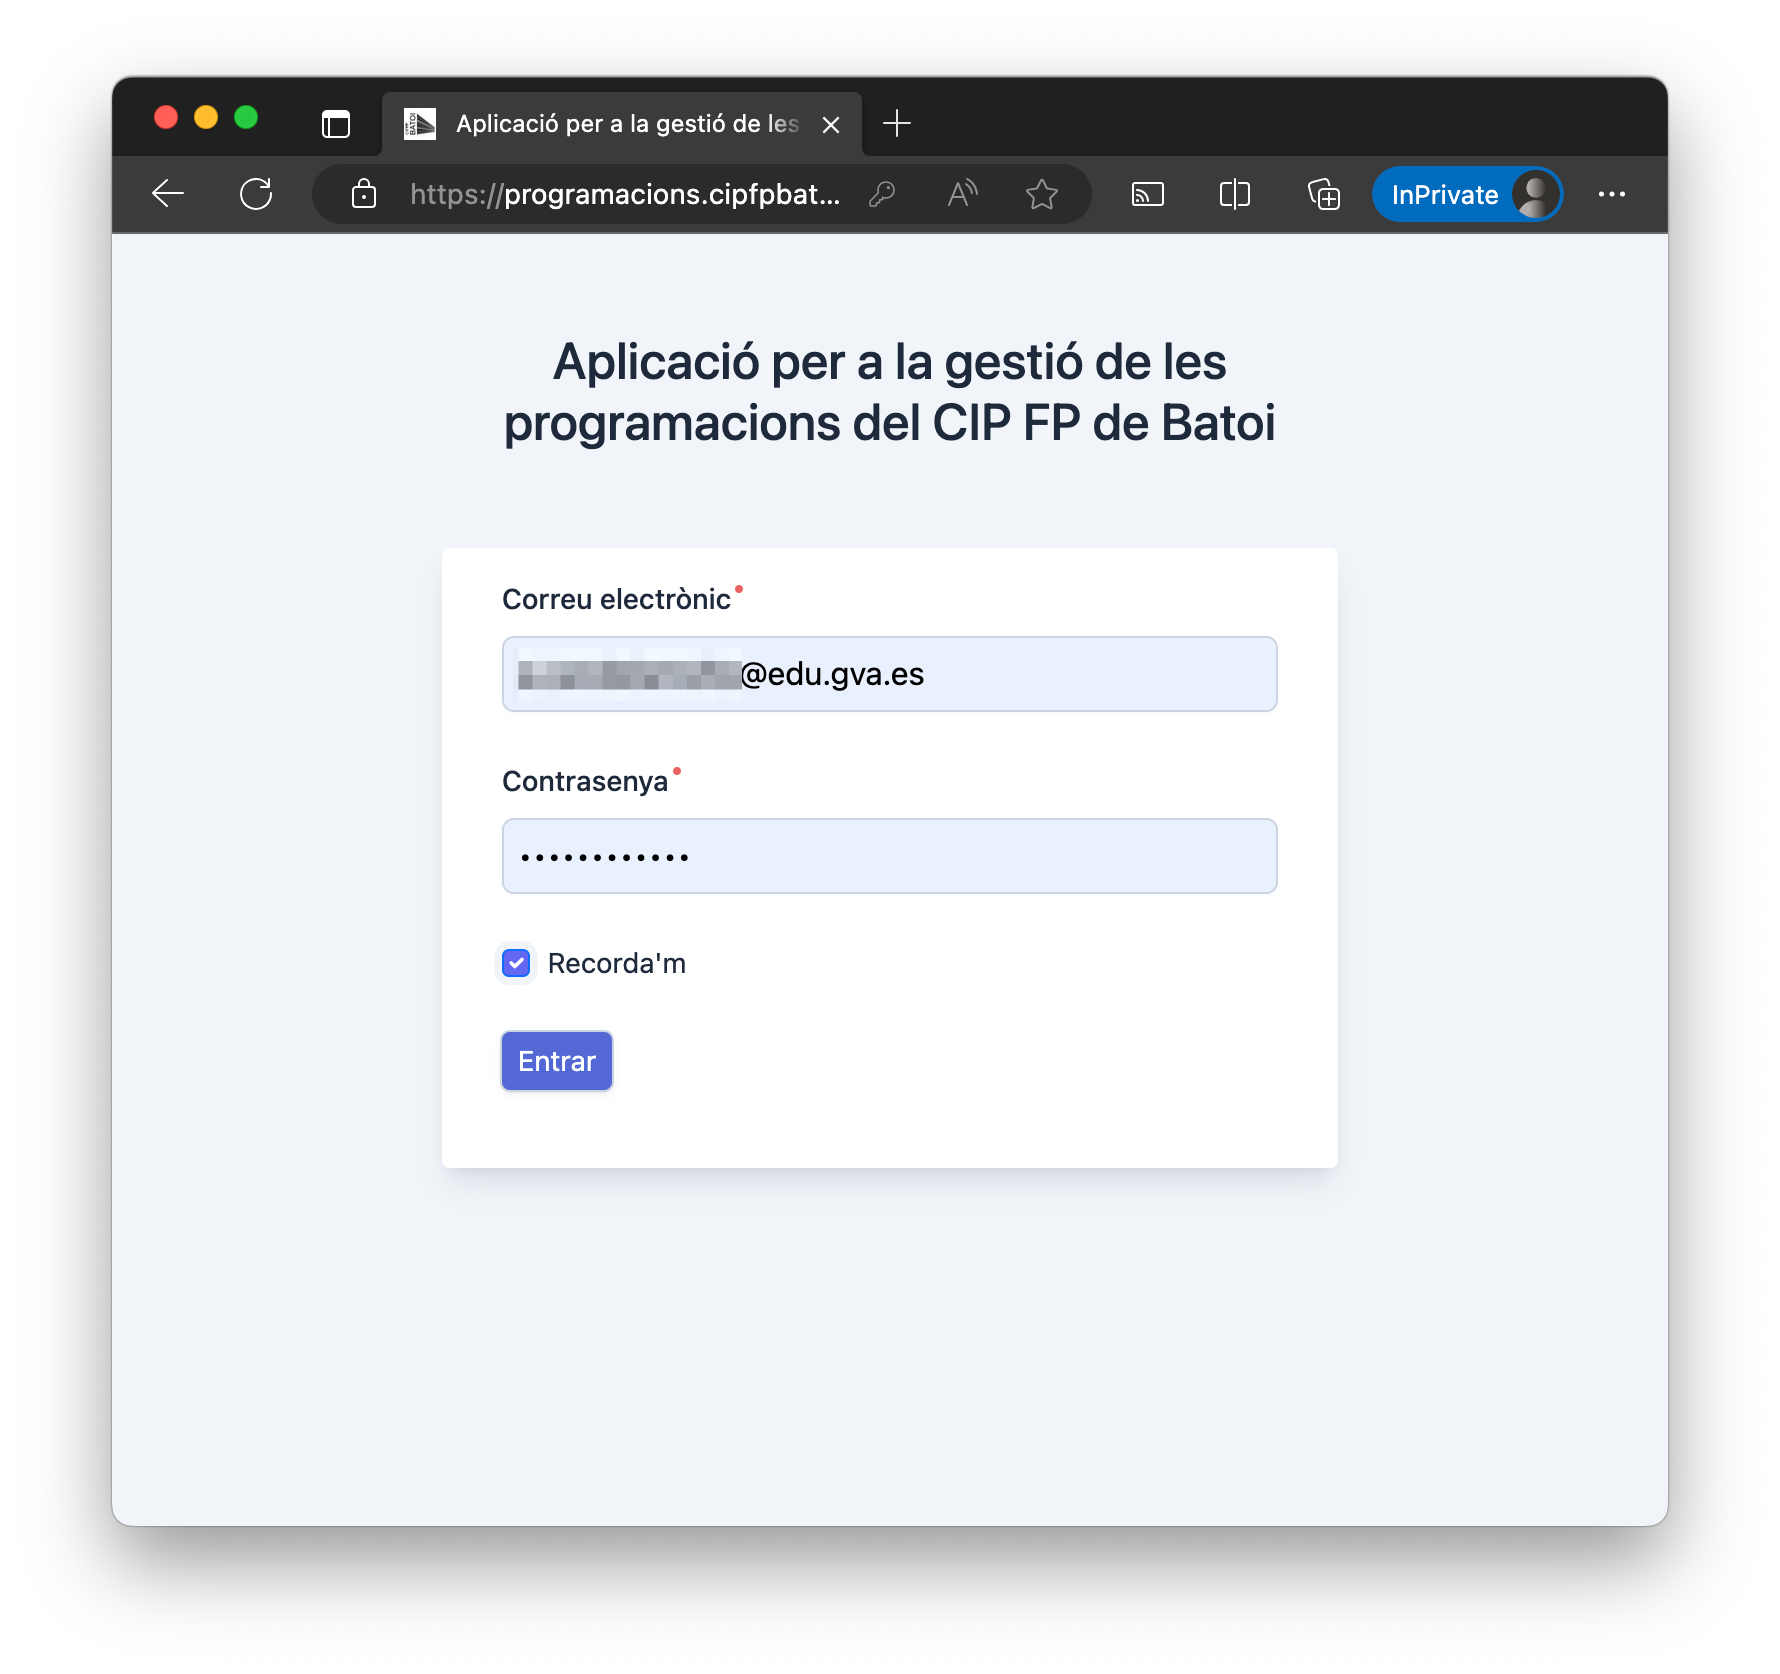 Aplicació per a la gestió de les
https://programacions.cipfpbat...
InPrivate
Aplicació per a la gestió de les
programacions del CIP FP de Batoi
Correu electrònic
@edu.gva.es
Contrasenya
••••••••••••
Recorda'm
Entrar